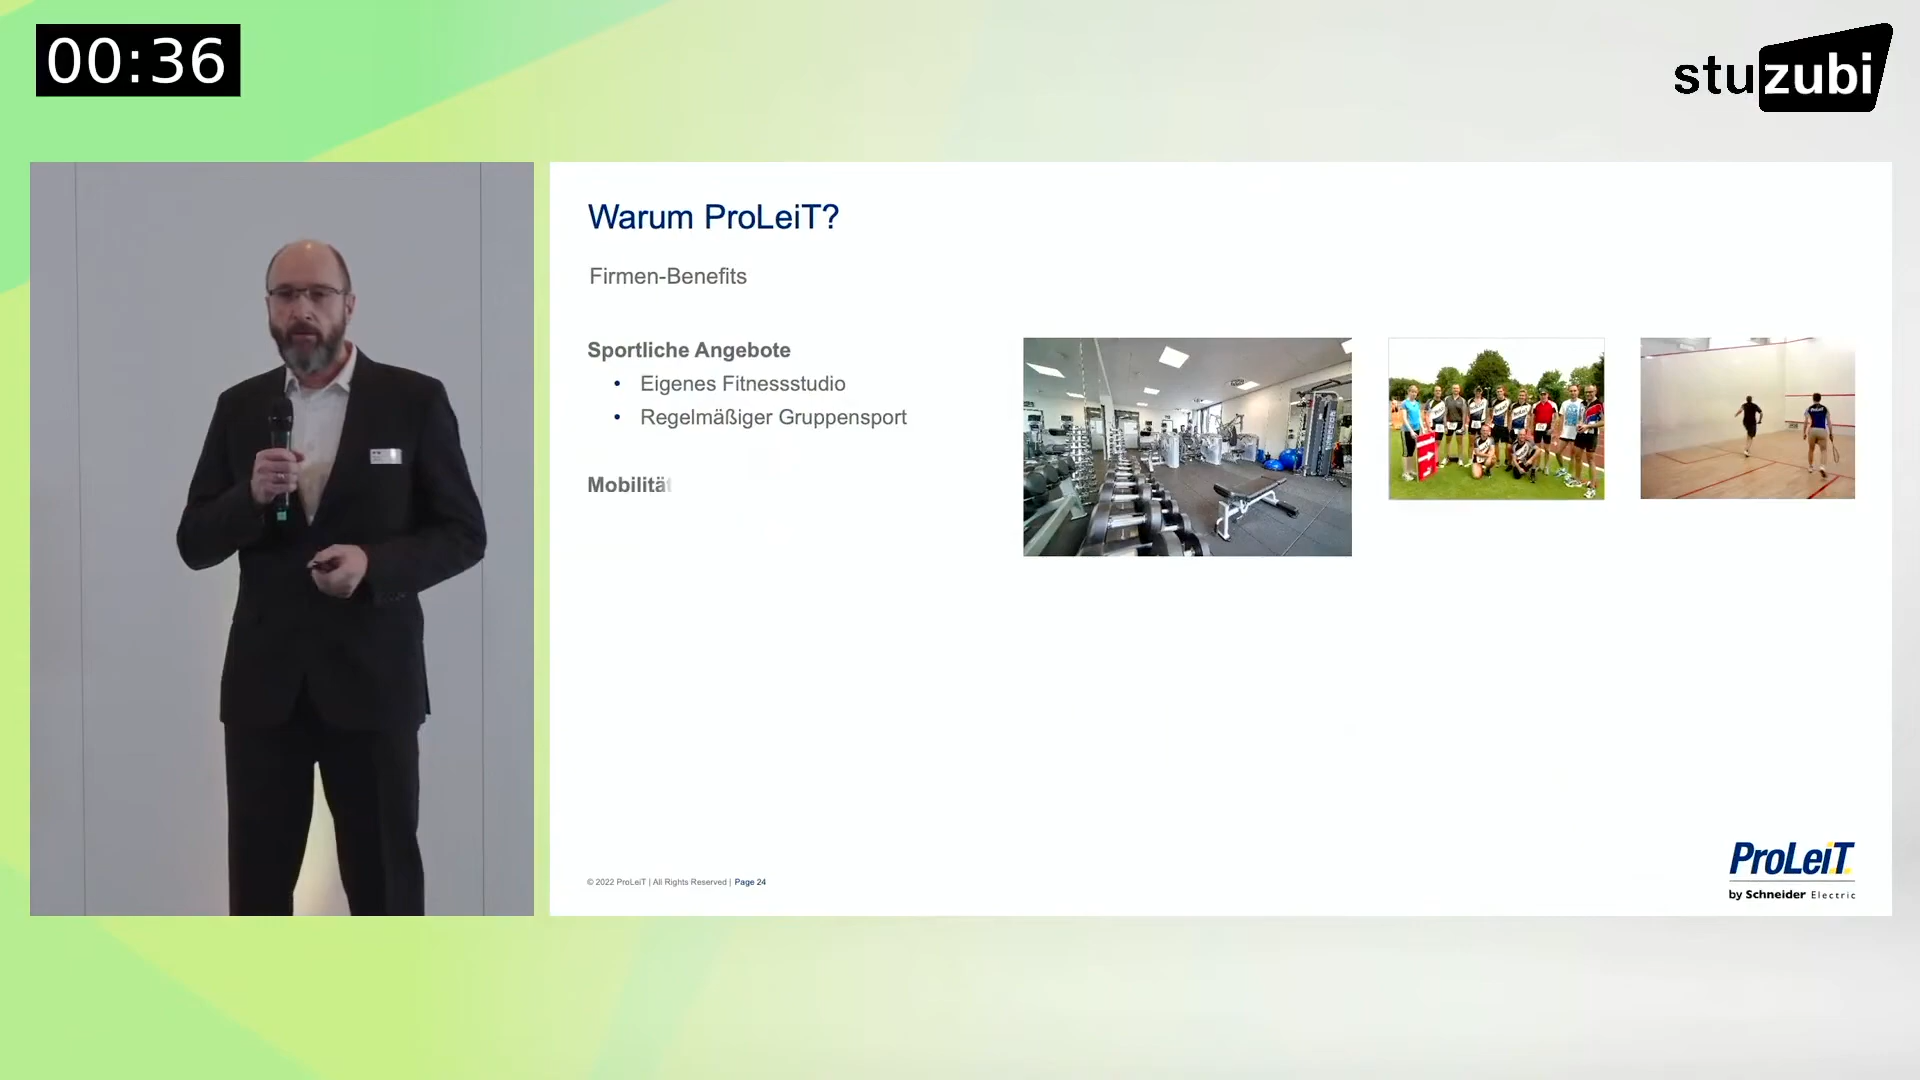 00:36
stuzubi
Warum ProLeiT?
Firmen-Benefits
Sportliche Angebote
• Eigenes Fitnessstudio
• Regelmäßiger Gruppensport
Mobilität
© 2022 ProLeiT | All Rights Reserved | Page 24
ProLeiT
by Schneider Electric